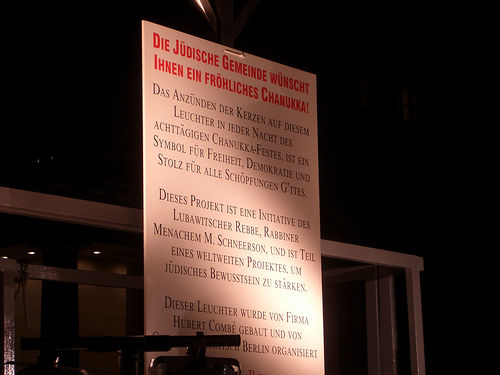 DIE JÜDISCHE GEMEINDE WÜNSCHT
IHNEN EIN FRÖHLICHES CHANUKKA!
DAS ANZÜNDEN DER KERZEN AUF DIESEM
LEUCHTER IN JEDER NACHT DES
ACHTTÄGIGEN CHANUKKA-FESTES, IST EIN
SYMBOL FÜR FREIHEIT, DEMOKRATIE UND
STOLZ FÜR ALLE SCHÖPFUNGEN G'TTES.
DIESES PROJEKT IST EINE INITIATIVE DES
LUBAWITSCHER REBBE, RABBINER
MENACHEM M. SCHNEERSON, UND IST TEIL
EINES WELTWEITEN PROJEKTES, UM
JÜDISCHES BEWUSSTSEIN ZU STÄRKEN.
DIESER LEUCHTER WURDE VON FIRMA
HUBERT COMBÉ GEBAUT UND VON
BERLIN ORGANISIERT